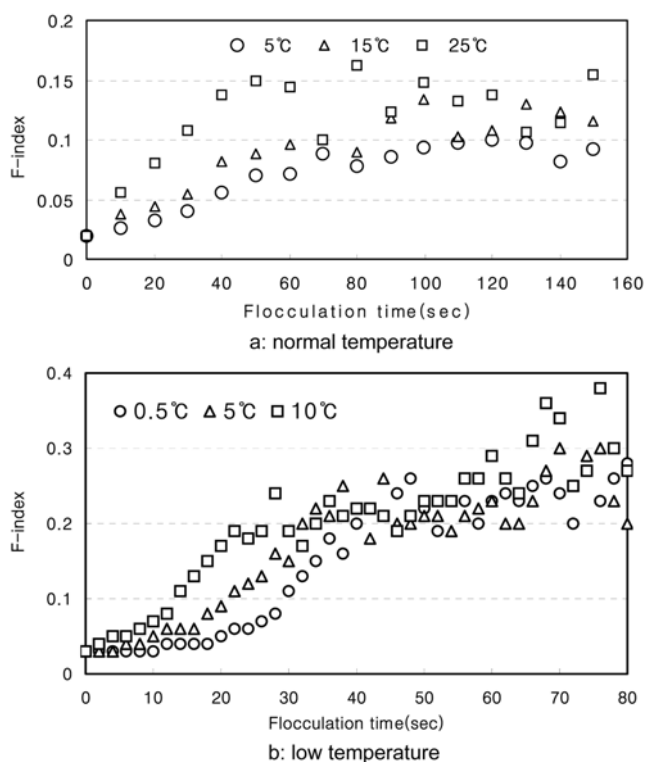 0.2
0.15
0.1
0.05
0
F-index
5℃ 15℃ 25℃
0 20 40 60 80 100 120 140 160
Flocculation time(sec)
a: normal temperature
0.4
0.3
0.2
0.1
0
F-index
0.5℃ 5℃ 10℃
0 10 20 30 40 50 60 70 80
Flocculation time(sec)
b: low temperature